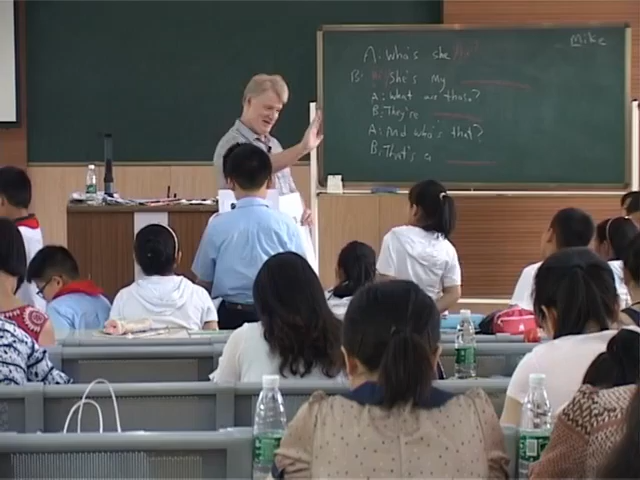 Mike
A: Who's she
B: She's my
A: What are those?
B: They're
A: And who's that?
B: That's a